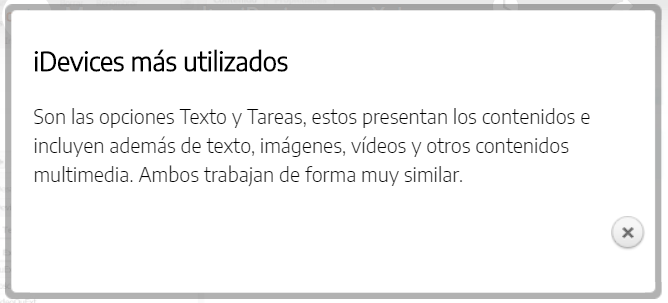 iDevices más utilizados
Son las opciones Texto y Tareas, estos presentan los contenidos e
incluyen además de texto, imágenes, vídeos y otros contenidos
multimedia. Ambos trabajan de forma muy similar.